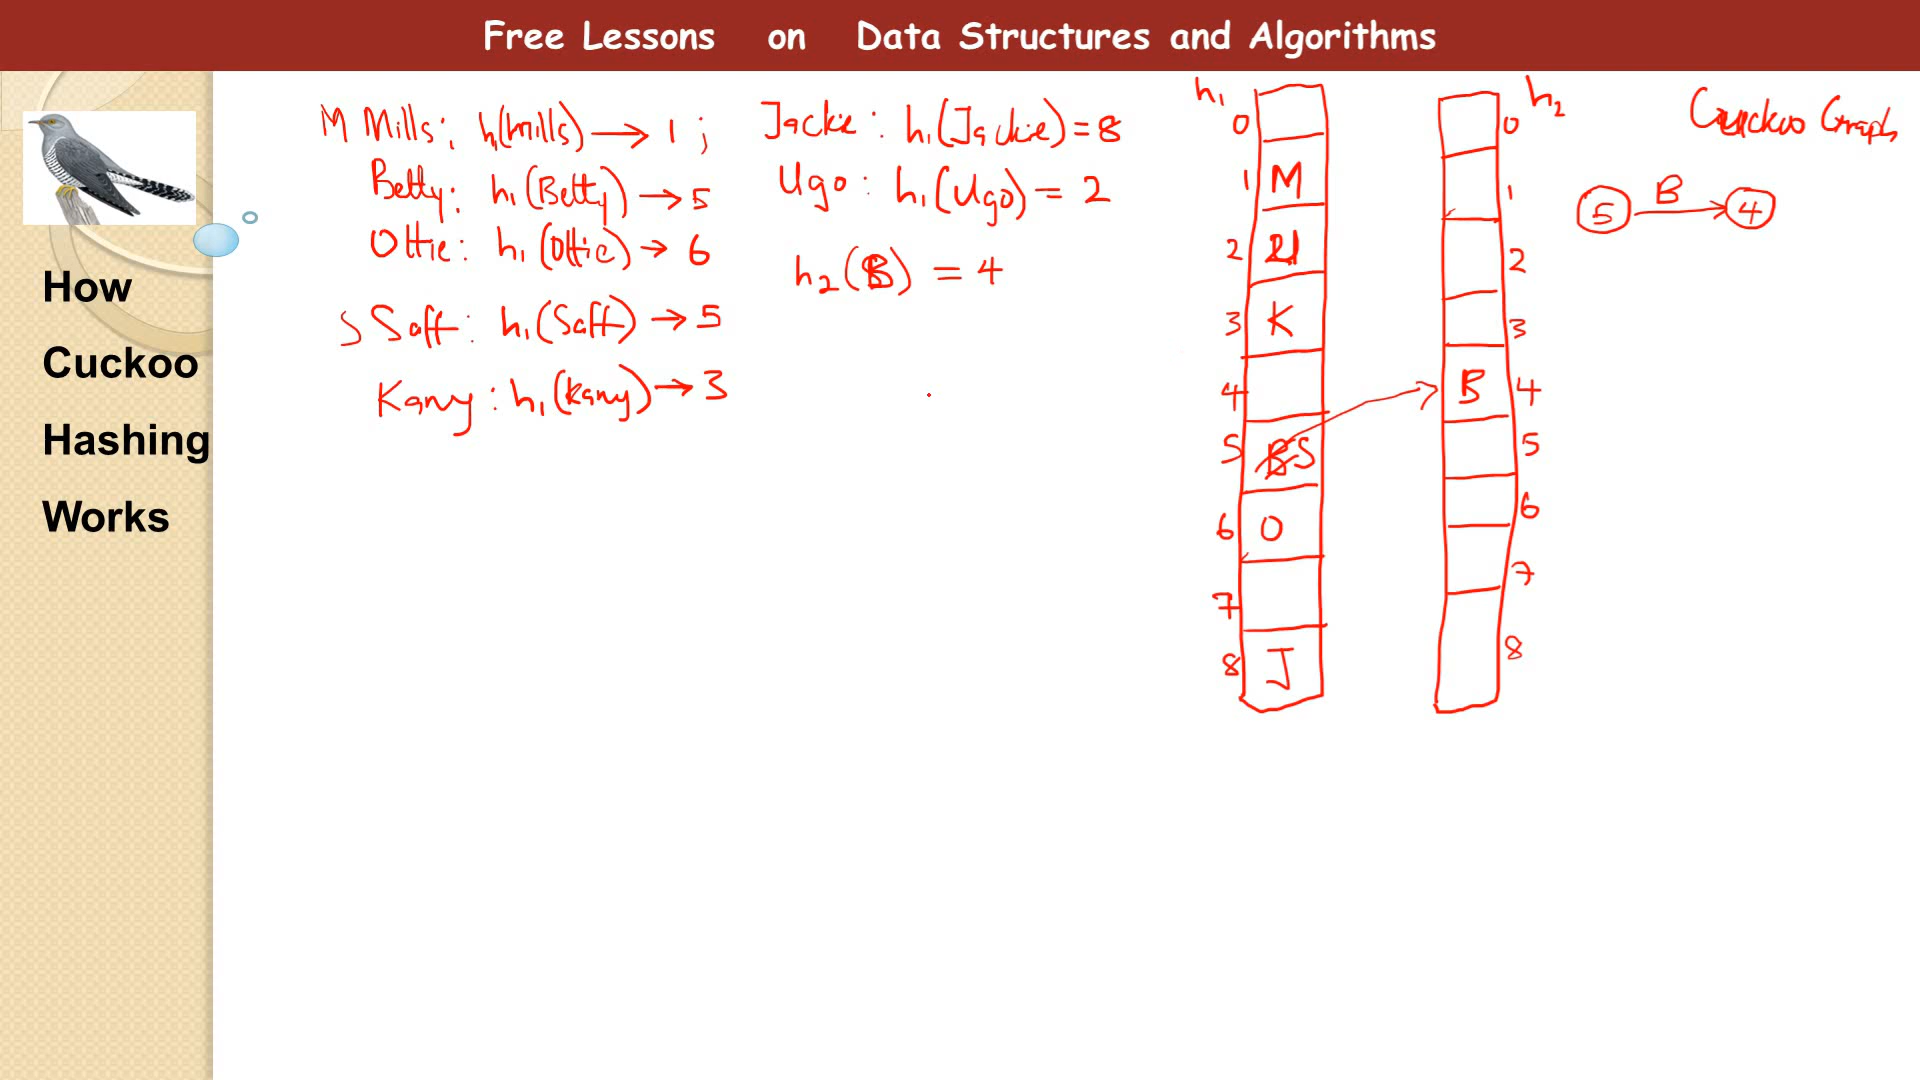 Free Lessons on Data Structures and Algorithms
How
Cuckoo
Hashing
Works
M Mills: h₁(Mills) → 1 ;
Betty: h₁(Betty) → 5
Ottie: h₁(Ottie) → 6
S Saff: h₁(Saff) → 5
Kany: h₁(Kany) → 3
Jackie: h₁(Jackie) = 8
Ugo: h₁(Ugo) = 2
h₂(B) = 4
h₁
0
1 M
2 U
3 K
4
5 B S
6 O
7
8 J
h₂
0
1
2
3
B 4
5
6
7
8
Cuckoo Graph
5 B 4